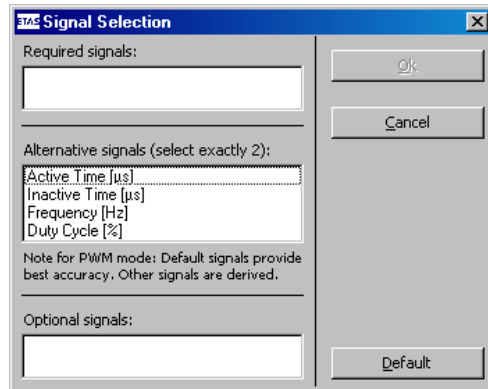 ETAS Signal Selection
Required signals:
Ok
Cancel
Alternative signals (select exactly 2):
Active Time [µs]
Inactive Time [µs]
Frequency [Hz]
Duty Cycle [%]
Note for PWM mode: Default signals provide
best accuracy. Other signals are derived.
Optional signals:
Default